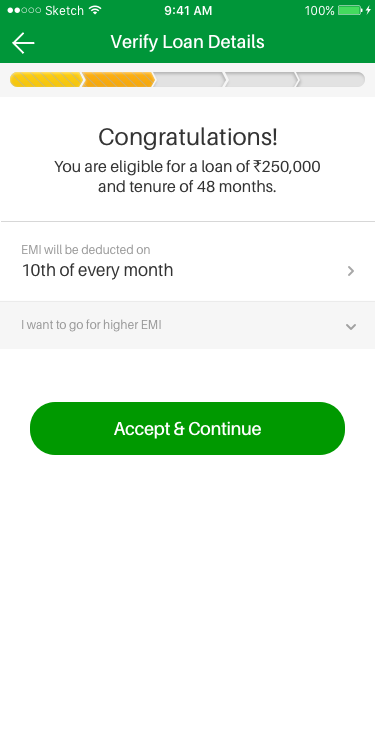 Sketch 9:41 AM 100%
Verify Loan Details
Congratulations!
You are eligible for a loan of ₹250,000
and tenure of 48 months.
EMI will be deducted on
10th of every month
I want to go for higher EMI
Accept & Continue